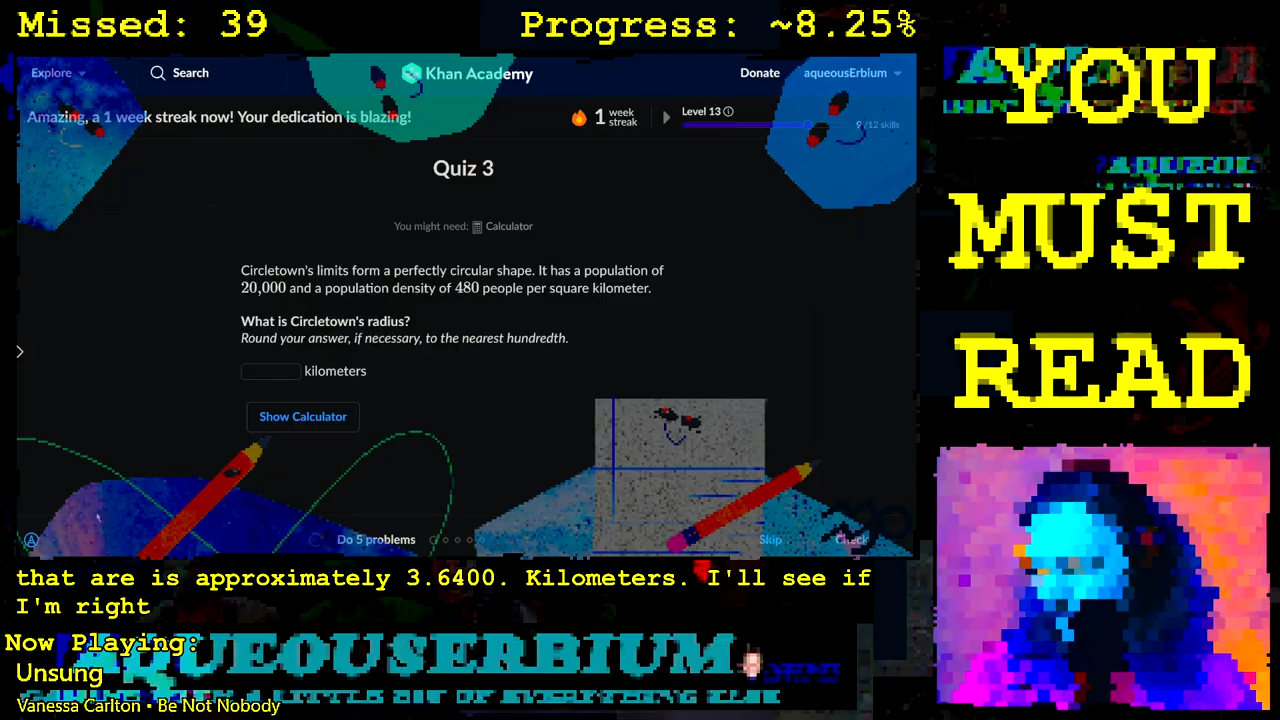 Missed: 39
Progress: ~8.25%
Explore
Search
Khan Academy
Donate
aqueousErbium
Amazing, a 1 week streak now! Your dedication is blazing!
1 week streak
Level 13
9 /12 skills
Quiz 3
You might need: Calculator
Circletown's limits form a perfectly circular shape. It has a population of
20,000 and a population density of 480 people per square kilometer.
What is Circletown's radius?
Round your answer, if necessary, to the nearest hundredth.
kilometers
Show Calculator
Do 5 problems
Skip
Check
YOU
MUST
READ
that are is approximately 3.6400. Kilometers. I'll see if
I'm right
Now Playing:
AQUEOUSERBIUM
Unsung
Vanessa Carlton • Be Not Nobody